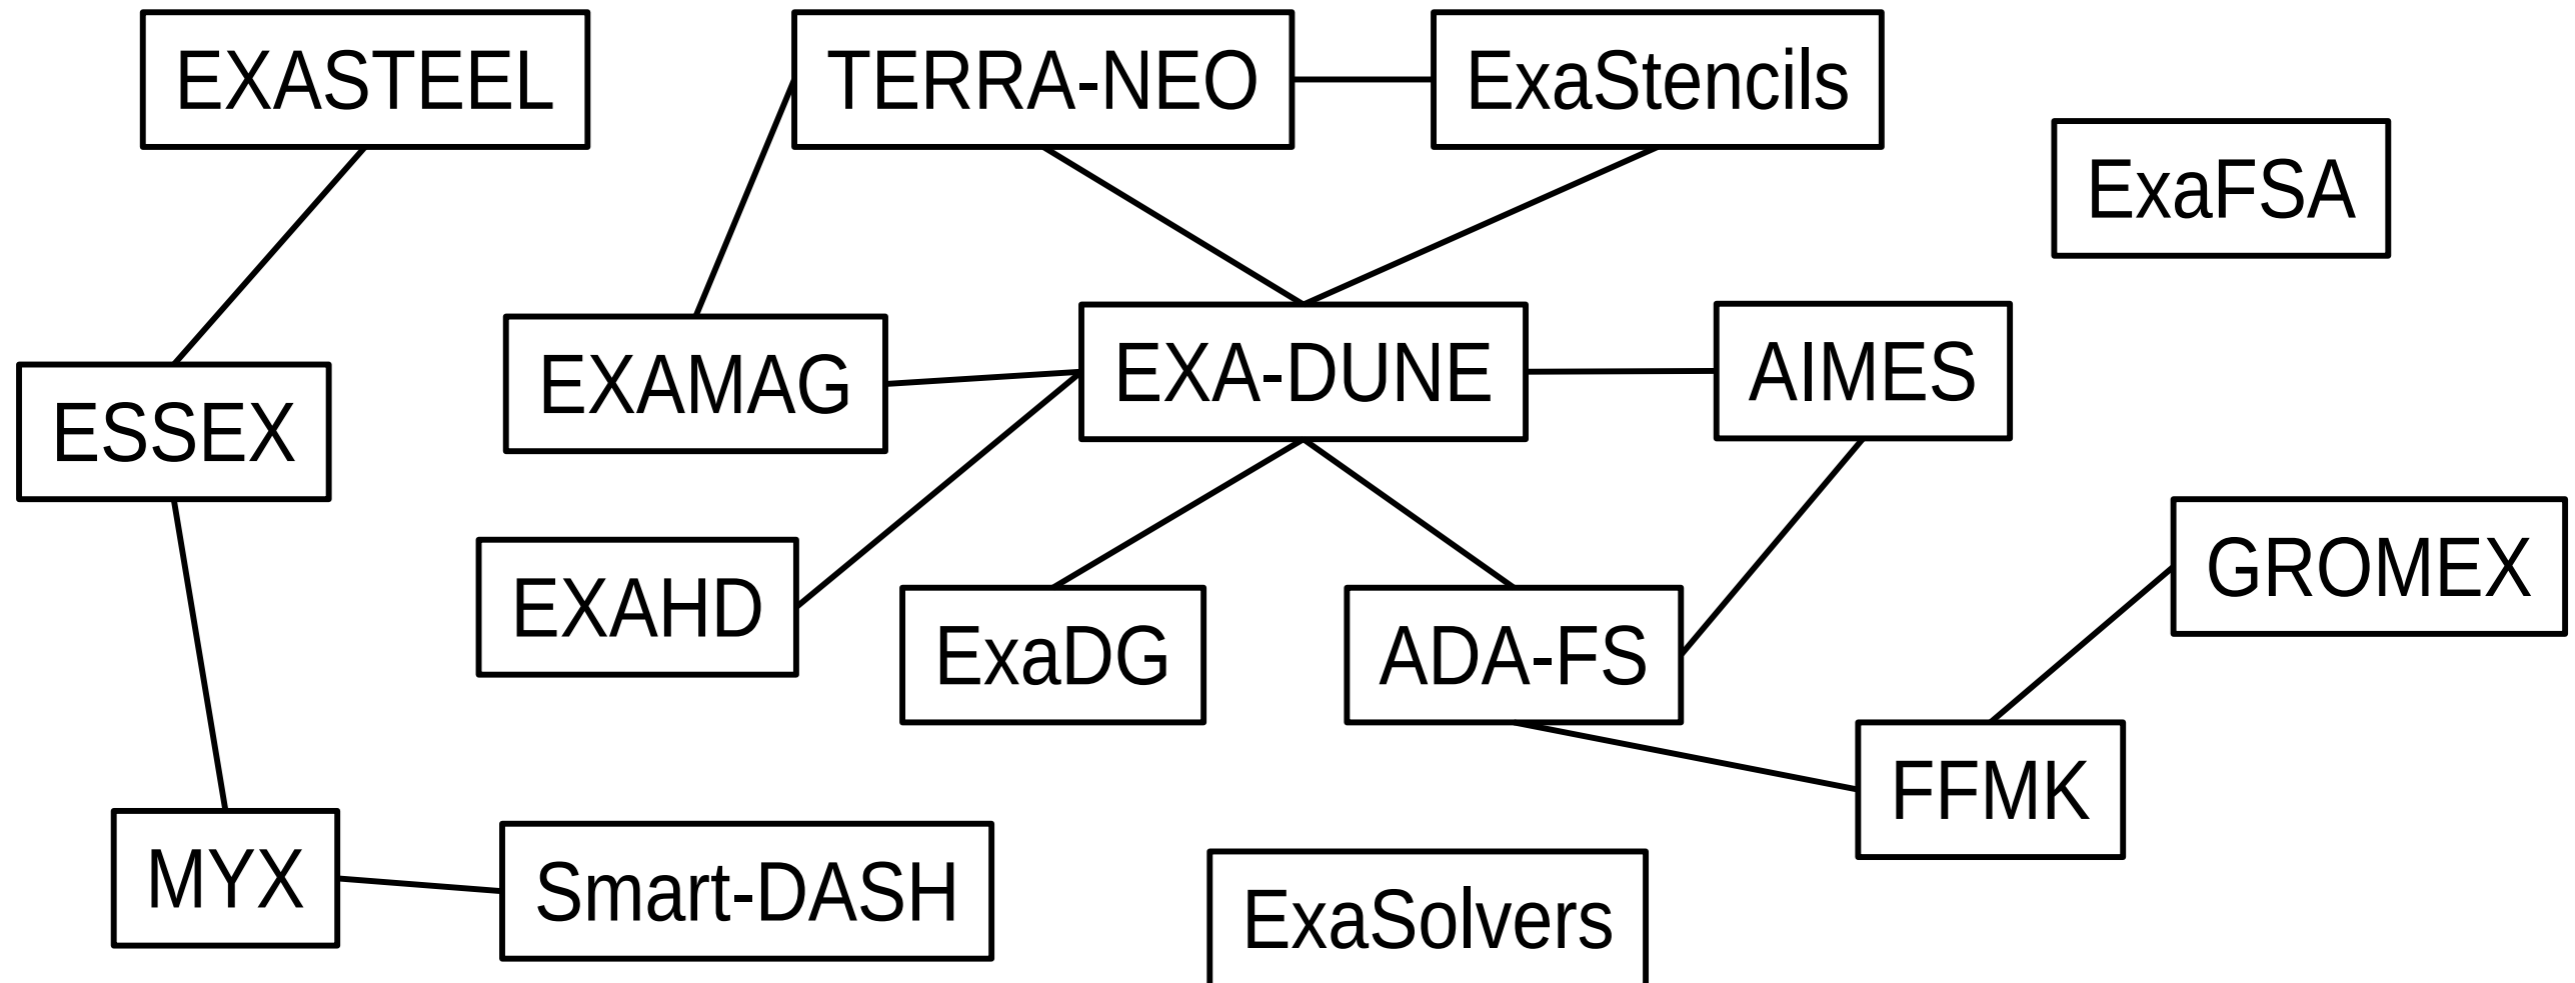 EXASTEEL
TERRA-NEO
ExaStencils
ExaFSA
EXAMAG
EXA-DUNE
AIMES
ESSEX
GROMEX
EXAHD
ExaDG
ADA-FS
FFMK
MYX
Smart-DASH
ExaSolvers